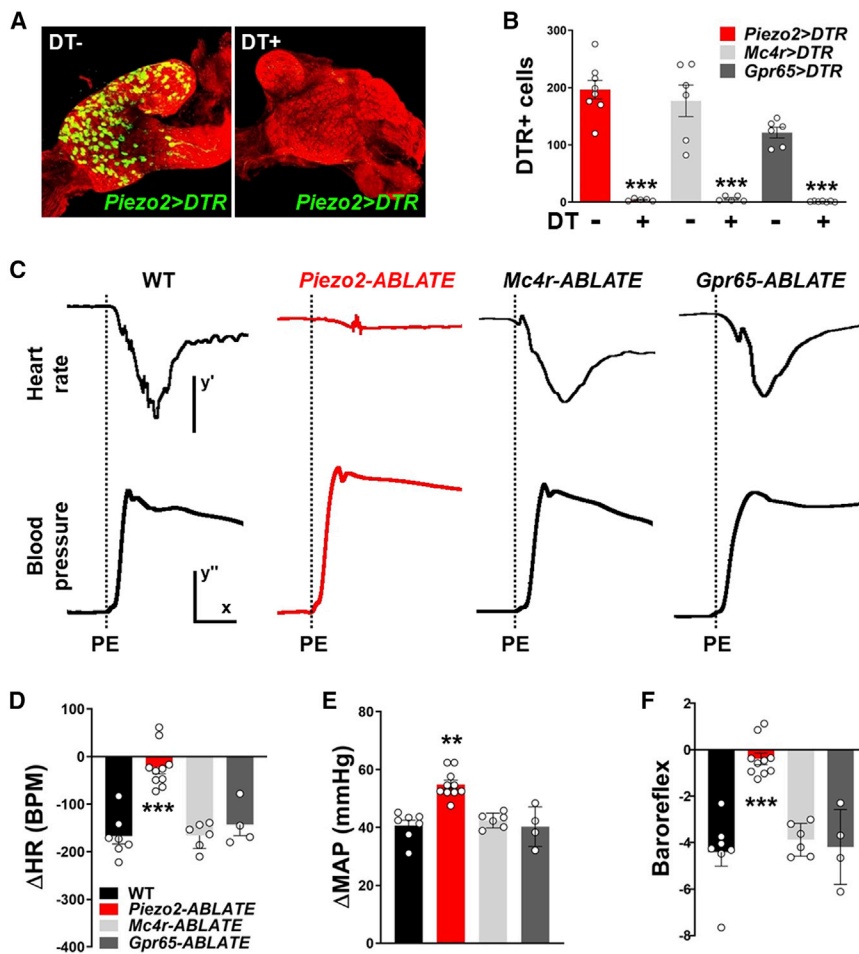 A
DT-
DT+
Piezo2>DTR
Piezo2>DTR
B
Piezo2>DTR
Mc4r>DTR
Gpr65>DTR
DTR+ cells
300
200
100
0
*** *** ***
DT - + - + - +
C
WT
Piezo2-ABLATE
Mc4r-ABLATE
Gpr65-ABLATE
Heart
rate
y'
Blood
pressure
y''
x
PE PE PE PE
D
ΔHR (BPM)
100
0
-100
-200
-300
-400
***
WT
Piezo2-ABLATE
Mc4r-ABLATE
Gpr65-ABLATE
E
ΔMAP (mmHg)
80
60
40
20
0
**
F
Baroreflex
2
0
-2
-4
-6
-8
***